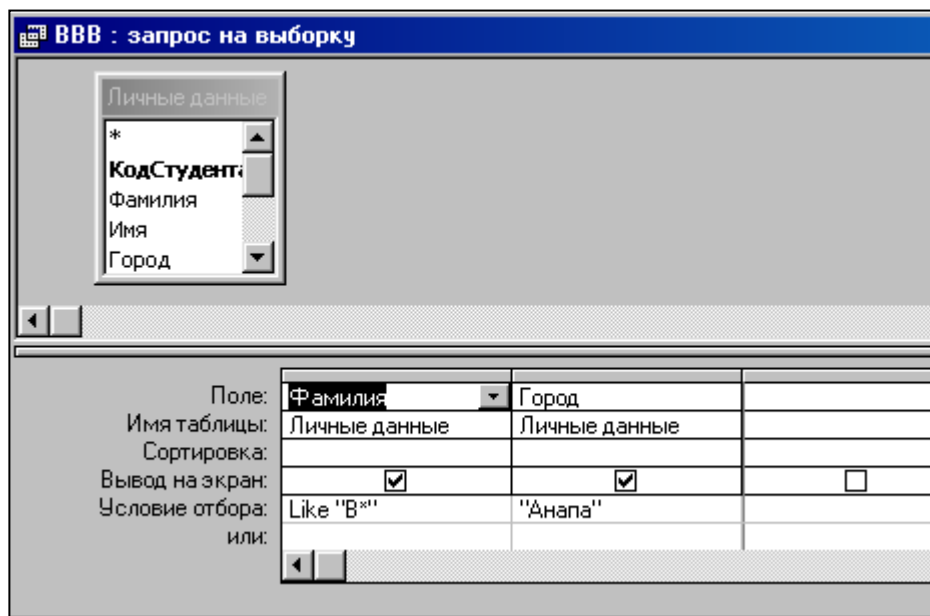 ВВВ : запрос на выборку
Личные данные
*
КодСтудента
Фамилия
Имя
Город
Поле: Фамилия Город
Имя таблицы: Личные данные Личные данные
Сортировка:
Вывод на экран:
Условие отбора: Like "В*" "Анапа"
или: